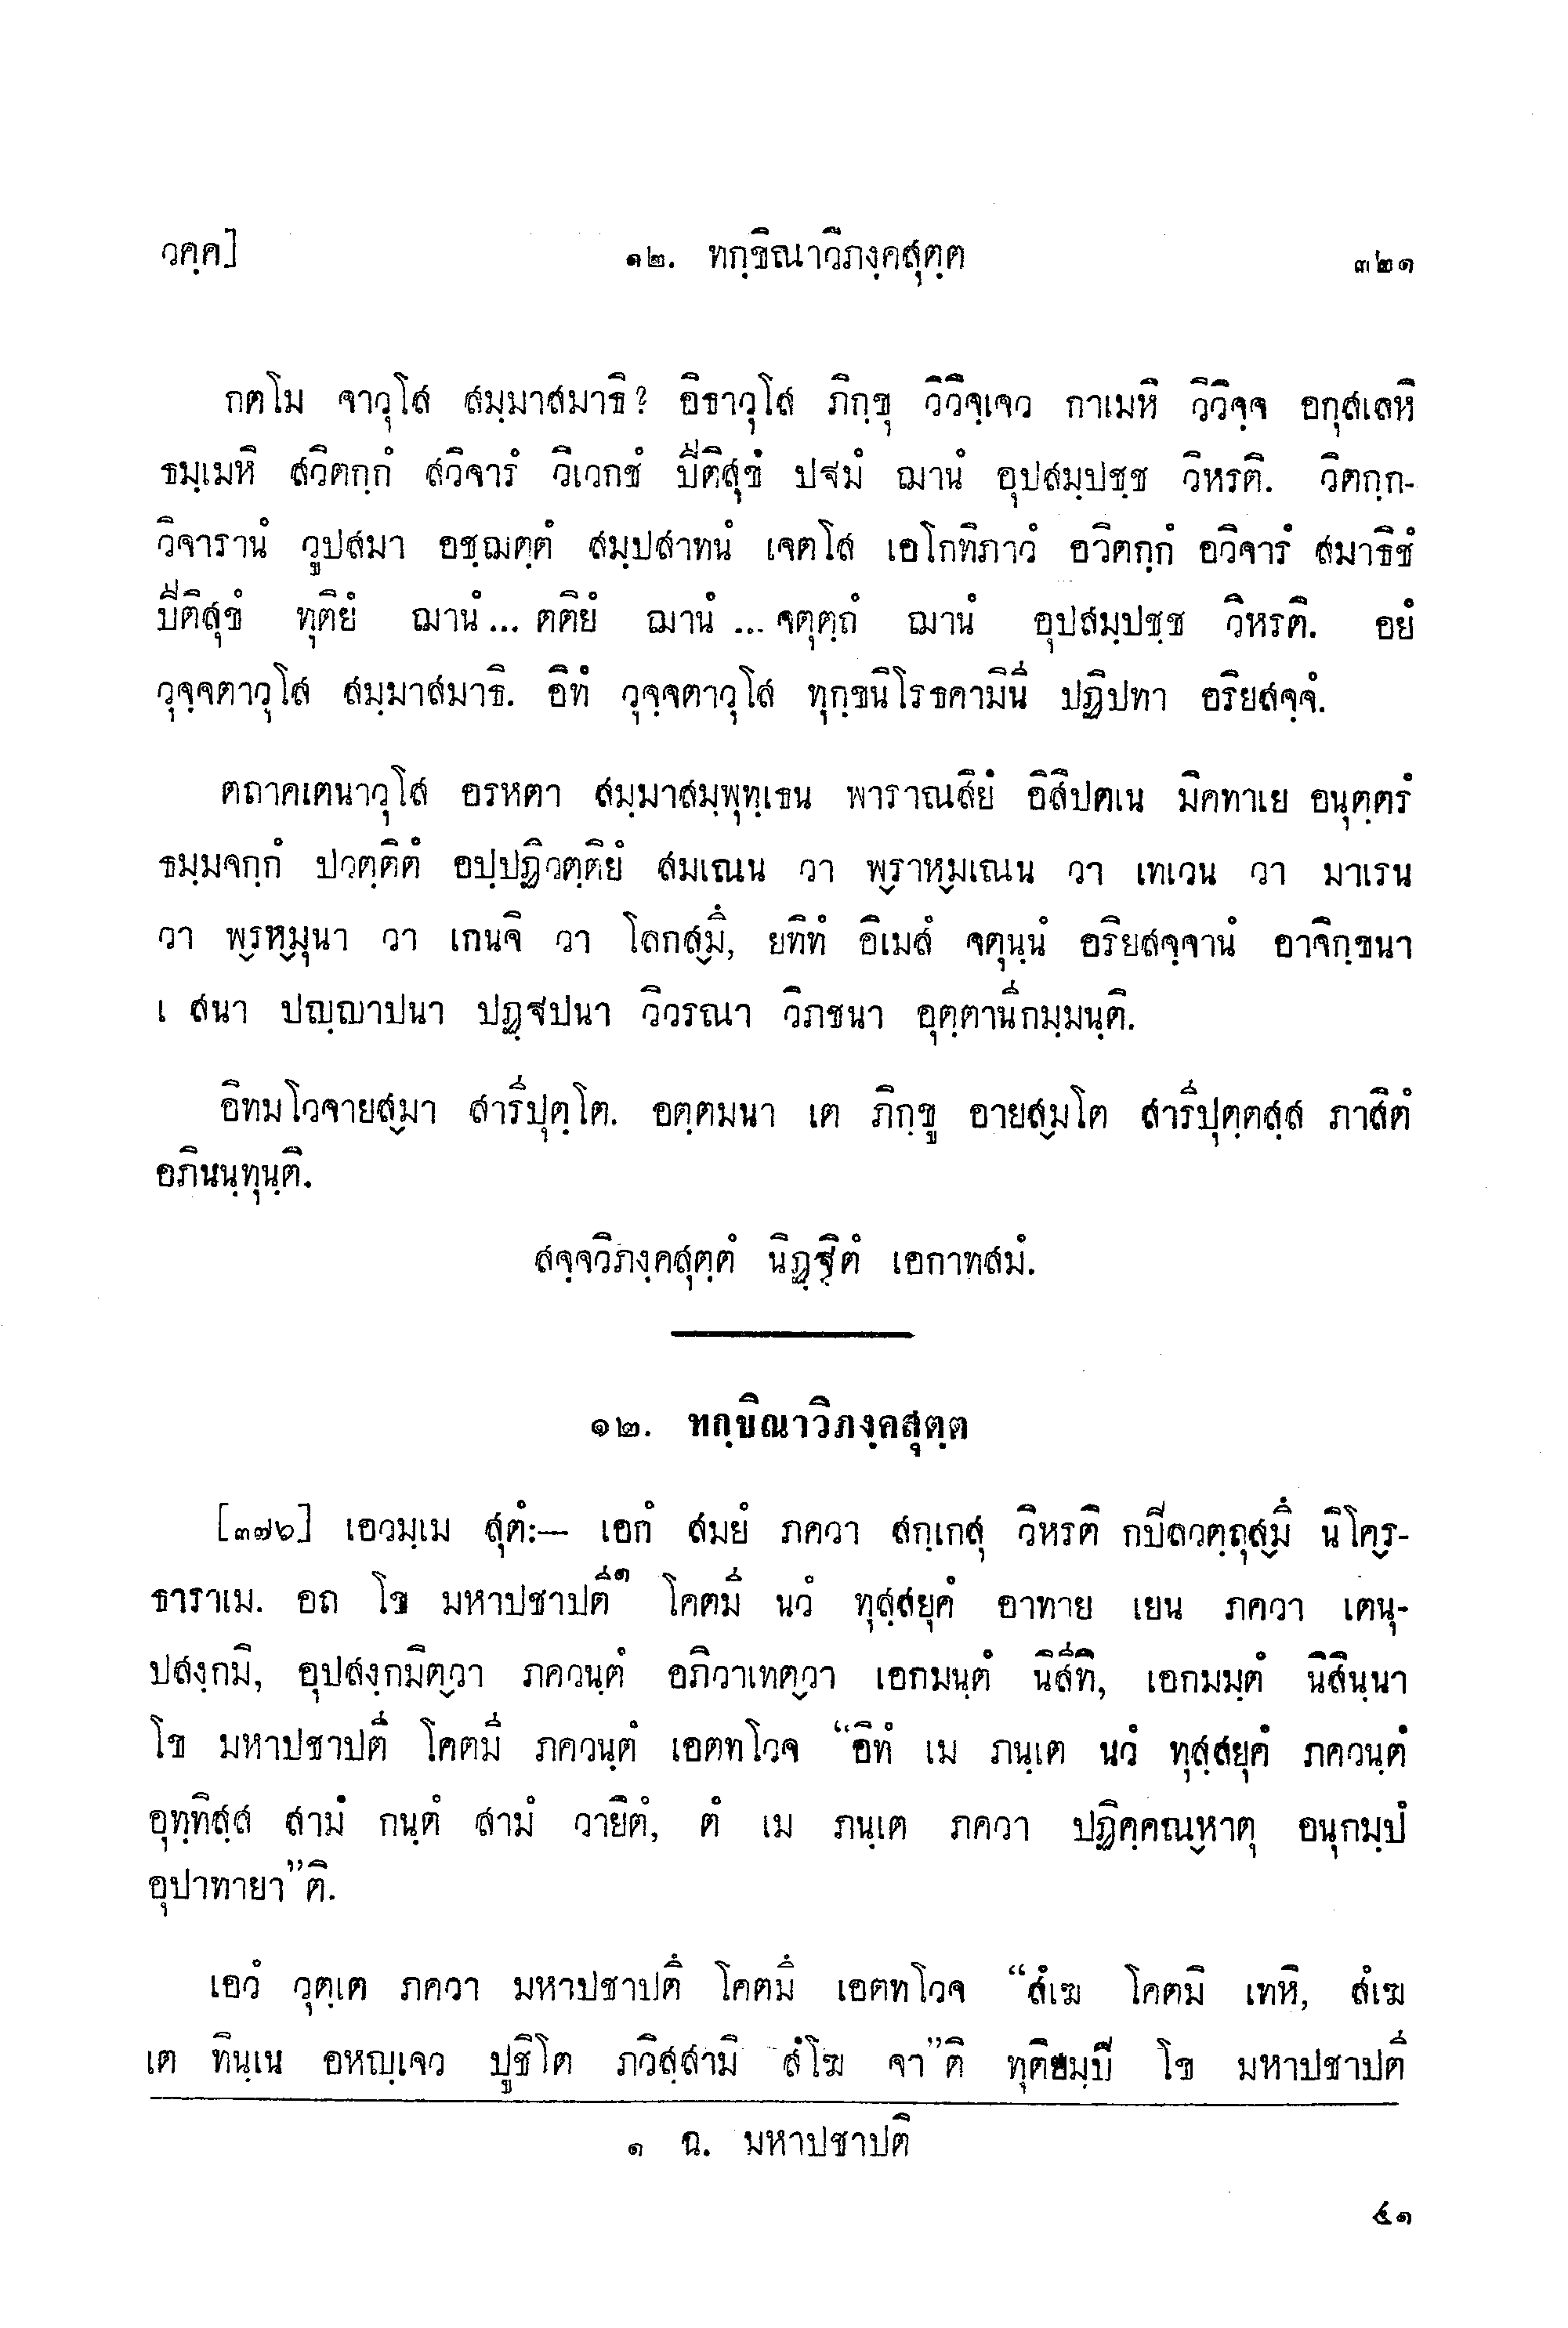 วคฺค] ๑๒. ทกฺขิณาวิภงฺคสุตฺต ๓๒๑
กตโม จาวุโส สมฺมาสมาธิ? อิธาวุโส ภิกฺขุ วิวิจฺเจว กาเมหิ วิวิจฺจ อกุสเลหิ
ธมฺเมหิ สวิตกฺกํ สวิจารํ วิเวกชํ ปีติสุขํ ปฐมํ ฌานํ อุปสมฺปชฺช วิหรติ. วิตกฺก-
วิจารานํ วูปสมา อชฺฌตฺตํ สมฺปสาทนํ เจตโส เอโกทิภาวํ อวิตกฺกํ อวิจารํ สมาธิชํ
ปีติสุขํ ทุติยํ ฌานํ... ตติยํ ฌานํ ... จตุตฺถํ ฌานํ อุปสมฺปชฺช วิหรติ. อยํ
วุจฺจตาวุโส สมฺมาสมาธิ. อิทํ วุจฺจตาวุโส ทุกฺขนิโรธคามินี ปฏิปทา อริยสจฺจํ.
ตถาคเตนาวุโส อรหตา สมฺมาสมฺพุทฺเธน พาราณสิยํ อิสิปตเน มิคทาเย อนุตฺตรํ
ธมฺมจกฺกํ ปวตฺติตํ อปฺปฏิวตฺติยํ สมเณน วา พฺราหฺมเณน วา เทเวน วา มาเรน
วา พฺรหฺมุนา วา เกนจิ วา โลกสฺมึ, ยทิทํ อิเมสํ จตุนฺนํ อริยสจฺจานํ อาจิกฺขนา
เ สนา ปญฺญาปนา ปฏฺฐปนา วิวรณา วิภชนา อุตฺตานีกมฺมนฺติ.
อิทมโวจายสฺมา สารีปุตฺโต. อตฺตมนา เต ภิกฺขู อายสฺมโต สารีปุตฺตสฺส ภาสิตํ
อภินนฺทุนฺติ.
สจฺจวิภงฺคสุตฺตํ นิฏฺฐิตํ เอกาทสมํ.
๑๒. ทกฺขิณาวิภงฺคสุตฺต
[๓๗๖] เอวมฺเม สุตํ:— เอกํ สมยํ ภควา สกฺเกสุ วิหรติ กปิลวตฺถุสฺมึ นิโคฺร-
ธาราเม. อถ โข มหาปชาปตี๑ โคตมี นวํ ทุสฺสยุคํ อาทาย เยน ภควา เตนุ-
ปสงฺกมิ, อุปสงฺกมิตฺวา ภควนฺตํ อภิวาเทตฺวา เอกมนฺตํ นิสีทิ, เอกมมฺตํ นิสินฺนา
โข มหาปชาปตี โคตมี ภควนฺตํ เอตทโวจ “อิทํ เม ภนฺเต นวํ ทุสฺสยุคํ ภควนฺตํ
อุทฺทิสฺส สามํ กนฺตํ สามํ วายิตํ, ตํ เม ภนฺเต ภควา ปฏิคฺคณฺหาตุ อนุกมฺปํ
อุปาทายา”ติ.
เอวํ วุตฺเต ภควา มหาปชาปตึ โคตมึ เอตทโวจ “สํเฆ โคตมิ เทหิ, สํเฆ
เต ทินฺเน อหญฺเจว ปูชิโต ภวิสฺสามิ สํโฆ จา”ติ ทุติยมฺปิ โข มหาปชาปตี
๑ ฉ. มหาปชาปติ
๔๑